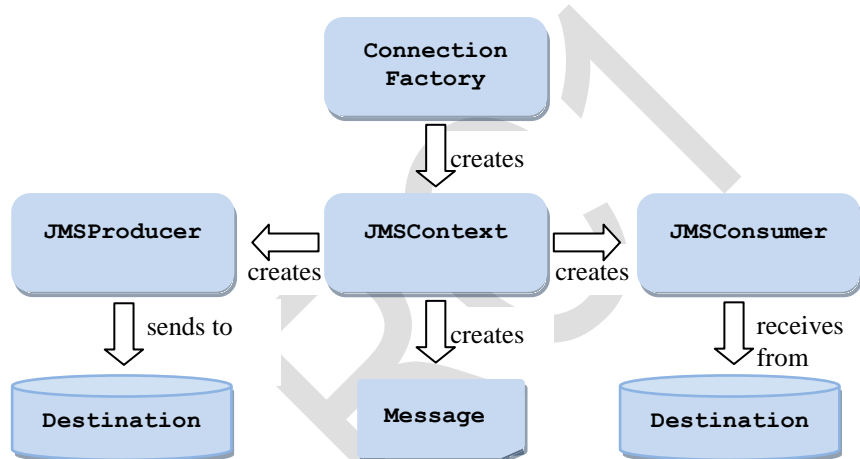 Connection
Factory
creates
JMSProducer
JMSContext
JMSConsumer
creates
creates
sends to
creates
receives
from
Destination
Message
Destination